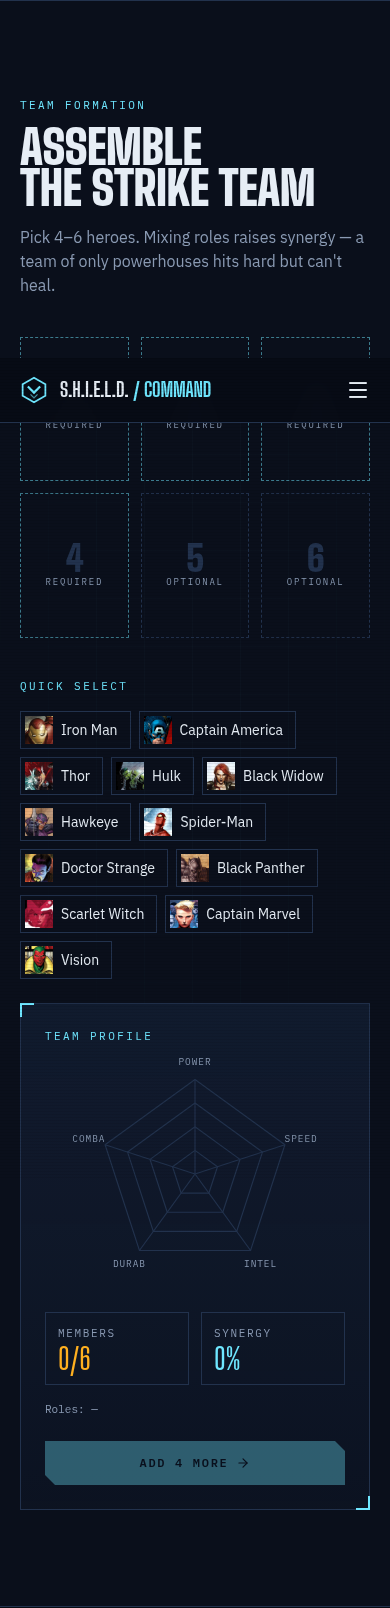 TEAM FORMATION
ASSEMBLE
THE STRIKE TEAM
Pick 4–6 heroes. Mixing roles raises synergy — a
team of only powerhouses hits hard but can't
heal.
S.H.I.E.L.D. / COMMAND
REQUIRED REQUIRED REQUIRED
4 5 6
REQUIRED OPTIONAL OPTIONAL
QUICK SELECT
Iron Man Captain America
Thor Hulk Black Widow
Hawkeye Spider-Man
Doctor Strange Black Panther
Scarlet Witch Captain Marvel
Vision
TEAM PROFILE
POWER
COMBA SPEED
DURAB INTEL
MEMBERS SYNERGY
0/6 0%
Roles: —
ADD 4 MORE →